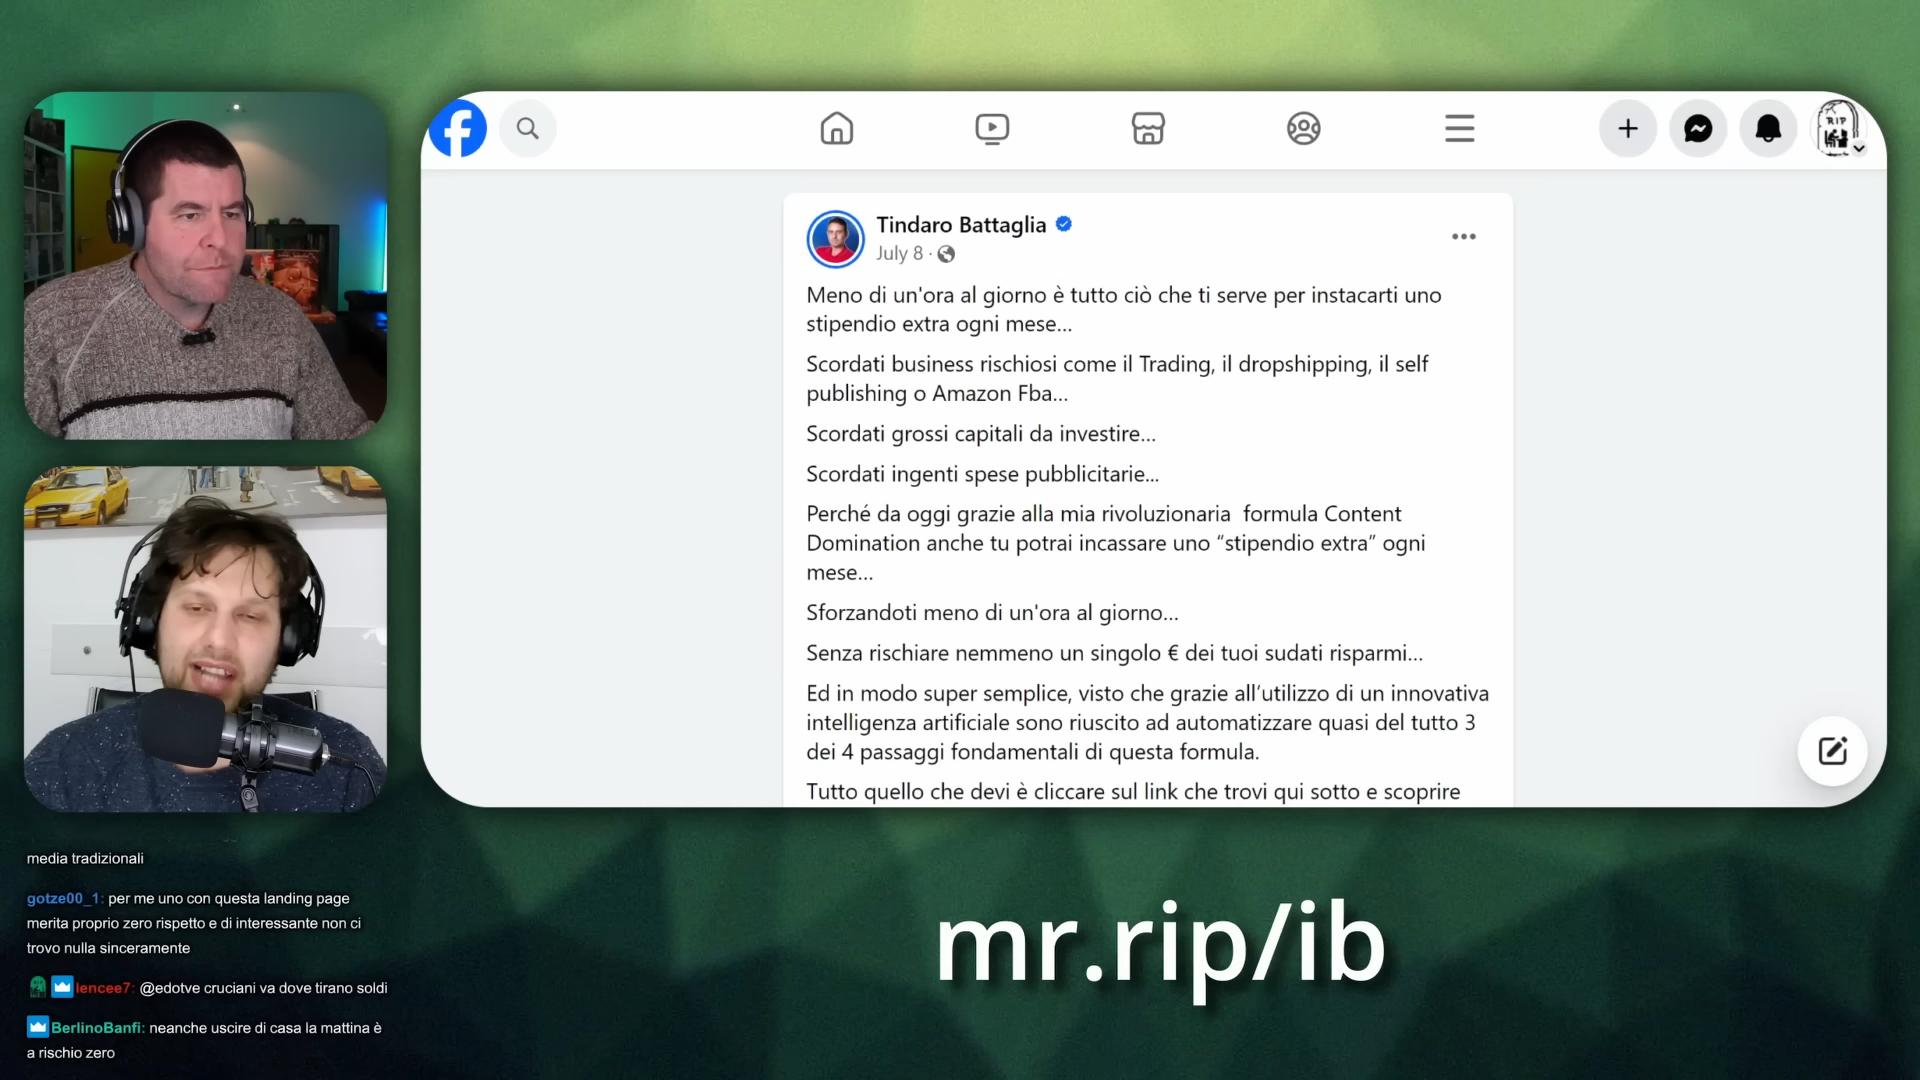 Tindaro Battaglia
July 8 ·
Meno di un'ora al giorno è tutto ciò che ti serve per instacarti uno
stipendio extra ogni mese...
Scordati business rischiosi come il Trading, il dropshipping, il self
publishing o Amazon Fba...
Scordati grossi capitali da investire...
Scordati ingenti spese pubblicitarie...
Perché da oggi grazie alla mia rivoluzionaria  formula Content
Domination anche tu potrai incassare uno “stipendio extra” ogni
mese...
Sforzandoti meno di un'ora al giorno...
Senza rischiare nemmeno un singolo € dei tuoi sudati risparmi...
Ed in modo super semplice, visto che grazie all’utilizzo di un innovativa
intelligenza artificiale sono riuscito ad automatizzare quasi del tutto 3
dei 4 passaggi fondamentali di questa formula.
Tutto quello che devi è cliccare sul link che trovi qui sotto e scoprire
RIP
media tradizionali
gotze00_1: per me uno con questa landing page
merita proprio zero rispetto e di interessante non ci
trovo nulla sinceramente
lencee7: @edotve cruciani va dove tirano soldi
BerlinoBanfi: neanche uscire di casa la mattina è
a rischio zero
mr.rip/ib